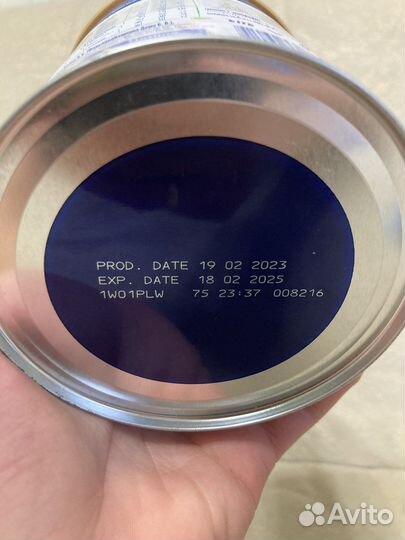 PROD. DATE 19 02 2023
EXP. DATE 18 02 2025
1W01PLW 75 23:37 008216
Avito